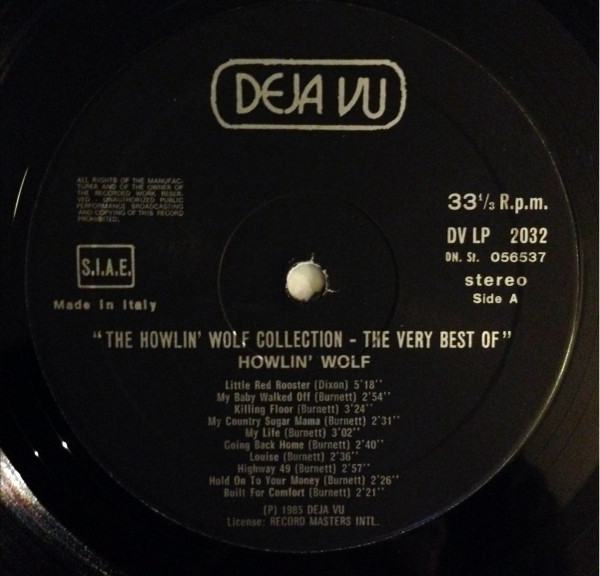 DEJA VU
ALL RIGHTS OF THE MANUFAC-
TURER AND OF THE OWNER OF
THE RECORDED WORK RESER-
VED - UNAUTHORIZED PUBLIC
PERFORMANCE BROADCASTING
AND COPYING OF THIS RECORD
PROHIBITED.
33 1/3 R.p.m.
DV LP 2032
DN. St. 056537
stereo
Side A
S.I.A.E.
Made in Italy
"THE HOWLIN' WOLF COLLECTION - THE VERY BEST OF"
HOWLIN' WOLF
Little Red Rooster (Dixon) 5'18''
My Baby Walked Off (Burnett) 2'54''
Killing Floor (Burnett) 3'24''
My Country Sugar Mama (Burnett) 2'31''
My Life (Burnett) 3'02''
Going Back Home (Burnett) 2'40''
Louise (Burnett) 2'36''
Highway 49 (Burnett) 2'57''
Hold On To Your Money (Burnett) 2'26''
Built For Comfort (Burnett) 2'21''
(P) 1985 DEJA VU
License: RECORD MASTERS INTL.